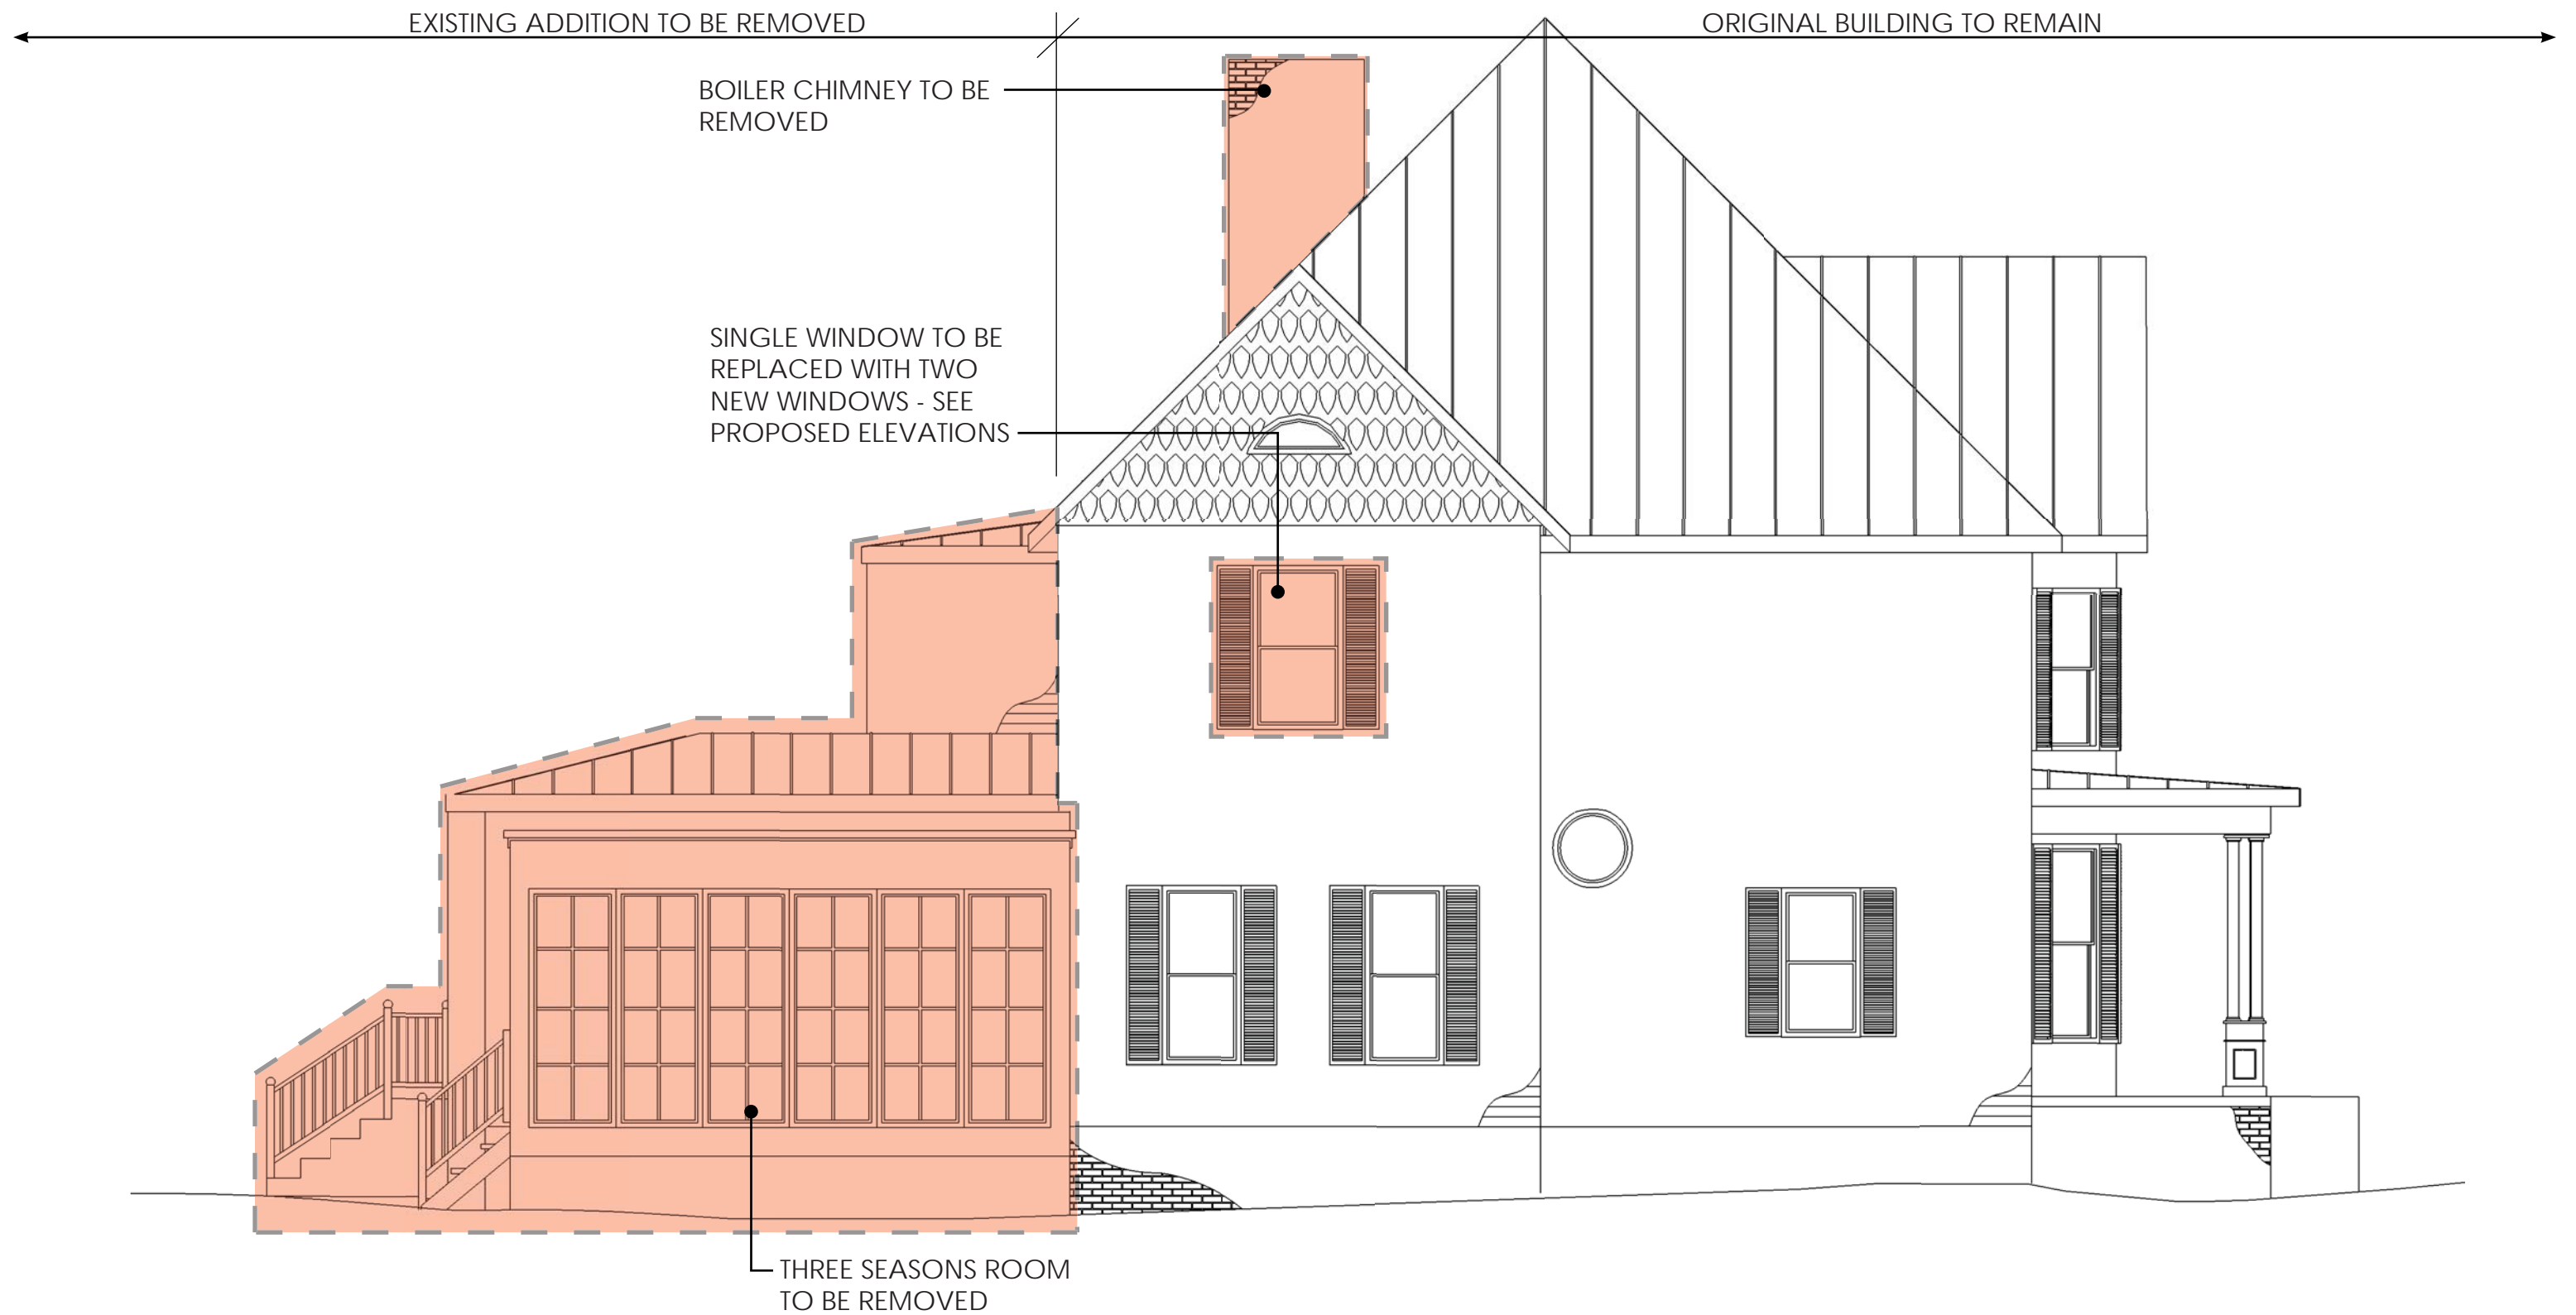 EXISTING ADDITION TO BE REMOVED
ORIGINAL BUILDING TO REMAIN
BOILER CHIMNEY TO BE
REMOVED
SINGLE WINDOW TO BE
REPLACED WITH TWO
NEW WINDOWS - SEE
PROPOSED ELEVATIONS
THREE SEASONS ROOM
TO BE REMOVED